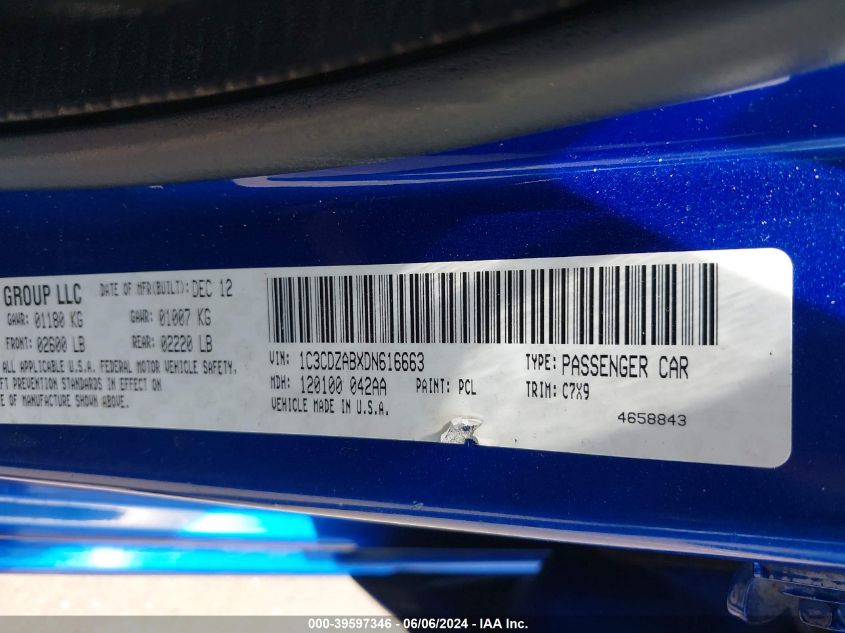 GROUP LLC DATE OF MFR(BUILT): DEC 12
GAWR: 01180 KG GAWR: 01007 KG
FRONT: 02600 LB REAR: 02220 LB
ALL APPLICABLE U.S.A. FEDERAL MOTOR VEHICLE SAFETY,
FT PREVENTION STANDARDS IN EFFECT ON
E OF MANUFACTURE SHOWN ABOVE.
VIN: 1C3CDZABXDN616663 TYPE: PASSENGER CAR
MDH: 120100 042AA PAINT: PCL TRIM: C7X9
VEHICLE MADE IN U.S.A.
4658843
000-39597346 - 06/06/2024 - IAA Inc.